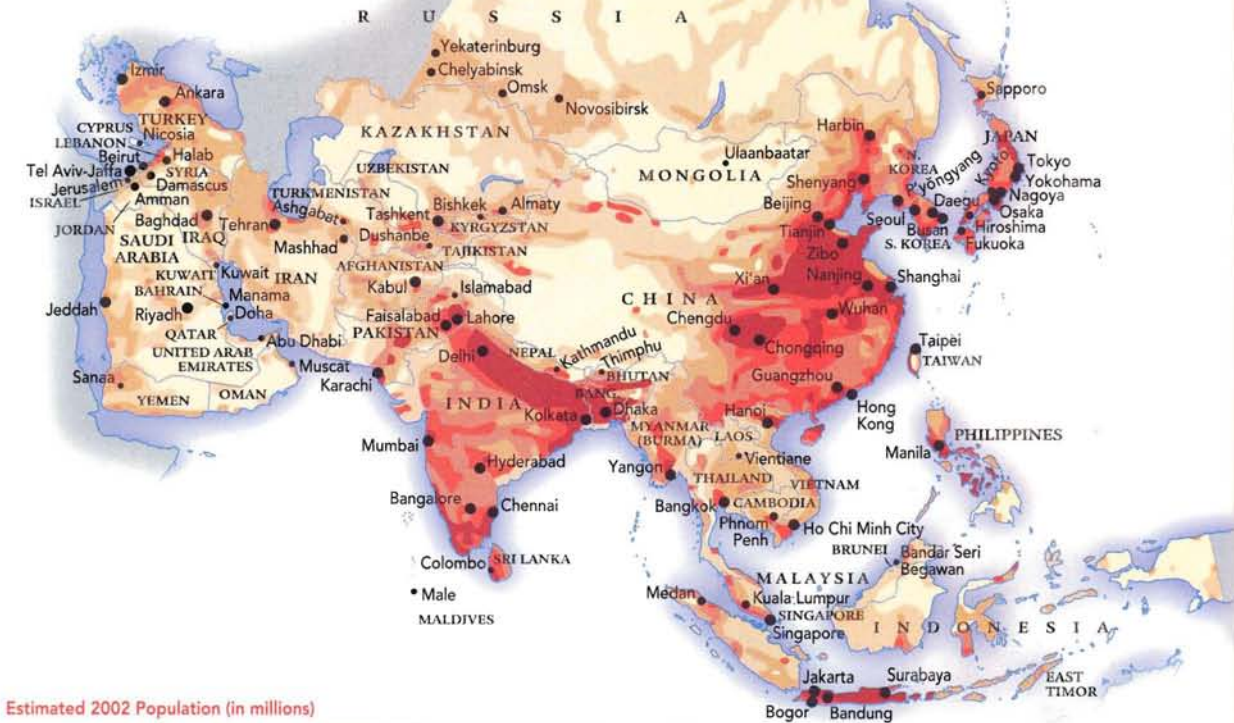 R U S S I A
Yekaterinburg
Chelyabinsk
Omsk
Novosibirsk
Izmir
Ankara
TURKEY
CYPRUS
Nicosia
LEBANON
Beirut
Halab
Tel Aviv-Jaffa
SYRIA
Jerusalem
Damascus
ISRAEL
Amman
JORDAN
Baghdad
SAUDI
ARABIA
IRAQ
KUWAIT
Kuwait
BAHRAIN
Manama
Jeddah
Riyadh
Doha
QATAR
Abu Dhabi
UNITED ARAB
EMIRATES
Muscat
Sanaa
YEMEN
OMAN
KAZAKHSTAN
UZBEKISTAN
TURKMENISTAN
Ashgabat
Tehran
Mashhad
IRAN
Tashkent
Bishkek
Almaty
KYRGYZSTAN
Dushanbe
TAJIKISTAN
AFGHANISTAN
Kabul
Islamabad
Faisalabad
Lahore
PAKISTAN
Karachi
Delhi
NEPAL
Kathmandu
Thimphu
BHUTAN
INDIA
BANG.
Kolkata
Dhaka
Mumbai
Hyderabad
Bangalore
Chennai
Colombo
SRI LANKA
Male
MALDIVES
Ulaanbaatar
MONGOLIA
Harbin
Shenyang
Beijing
Tianjin
Zibo
Nanjing
Xi'an
Shanghai
CHINA
Wuhan
Chengdu
Chongqing
Guangzhou
Hong
Kong
Taipei
TAIWAN
N.
KOREA
P'yŏngyang
Seoul
Daegu
Busan
S. KOREA
Sapporo
JAPAN
Kyoto
Tokyo
Yokohama
Nagoya
Osaka
Hiroshima
Fukuoka
MYANMAR
(BURMA)
Hanoi
LAOS
Yangon
Vientiane
THAILAND
VIETNAM
Bangkok
CAMBODIA
Phnom
Penh
Ho Chi Minh City
Manila
PHILIPPINES
BRUNEI
Bandar Seri
Begawan
MALAYSIA
Medan
Kuala Lumpur
SINGAPORE
Singapore
INDONESIA
Jakarta
Surabaya
Bogor
Bandung
EAST
TIMOR
Estimated 2002 Population (in millions)